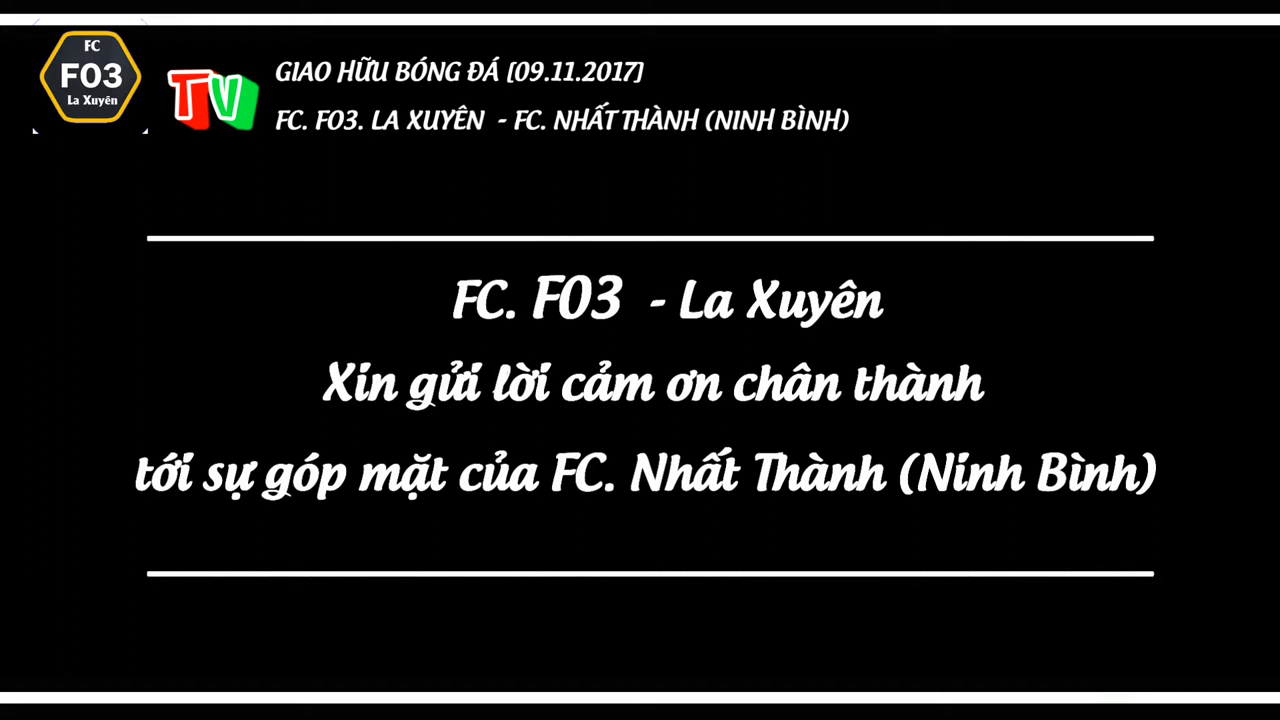 FC
F03
La Xuyên
TV
GIAO HỮU BÓNG ĐÁ [09.11.2017]
FC. F03. LA XUYÊN - FC. NHẤT THÀNH (NINH BÌNH)
FC. F03 - La Xuyên
Xin gửi lời cảm ơn chân thành
tới sự góp mặt của FC. Nhất Thành (Ninh Bình)